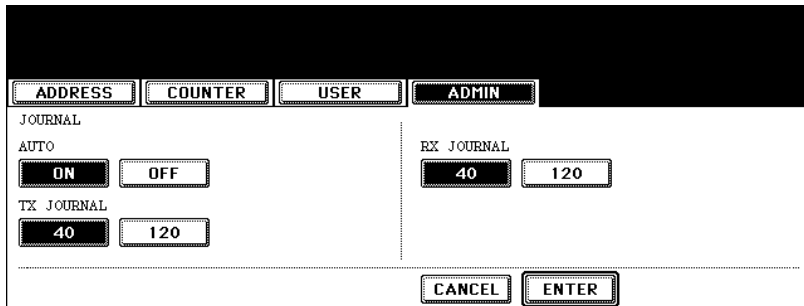 ADDRESS COUNTER USER ADMIN
JOURNAL
AUTO
ON OFF
TX JOURNAL
40 120
RX JOURNAL
40 120
CANCEL ENTER